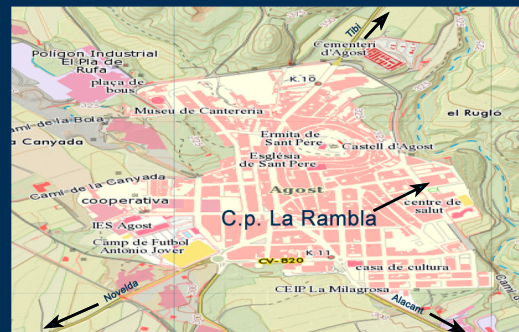 Tibi
Cementeri
d'Agost
Polígon Industrial
El Pla de
Rufa
K.10
plaça de
bous
Museu de Cantereria
el Rugló
Camí de la Bola
a Canyada
Ermita de
Sant Pere
Castell d'Agost
Església
de Sant Pere
Camí de la Canyada
Agost
cooperativa
C.p. La Rambla
centre de
salut
IES Agost
Camp de Futbol
Antonio Jover
K.11
CV-820
casa de cultura
CEIP La Milagrosa
Novelda
Alacant